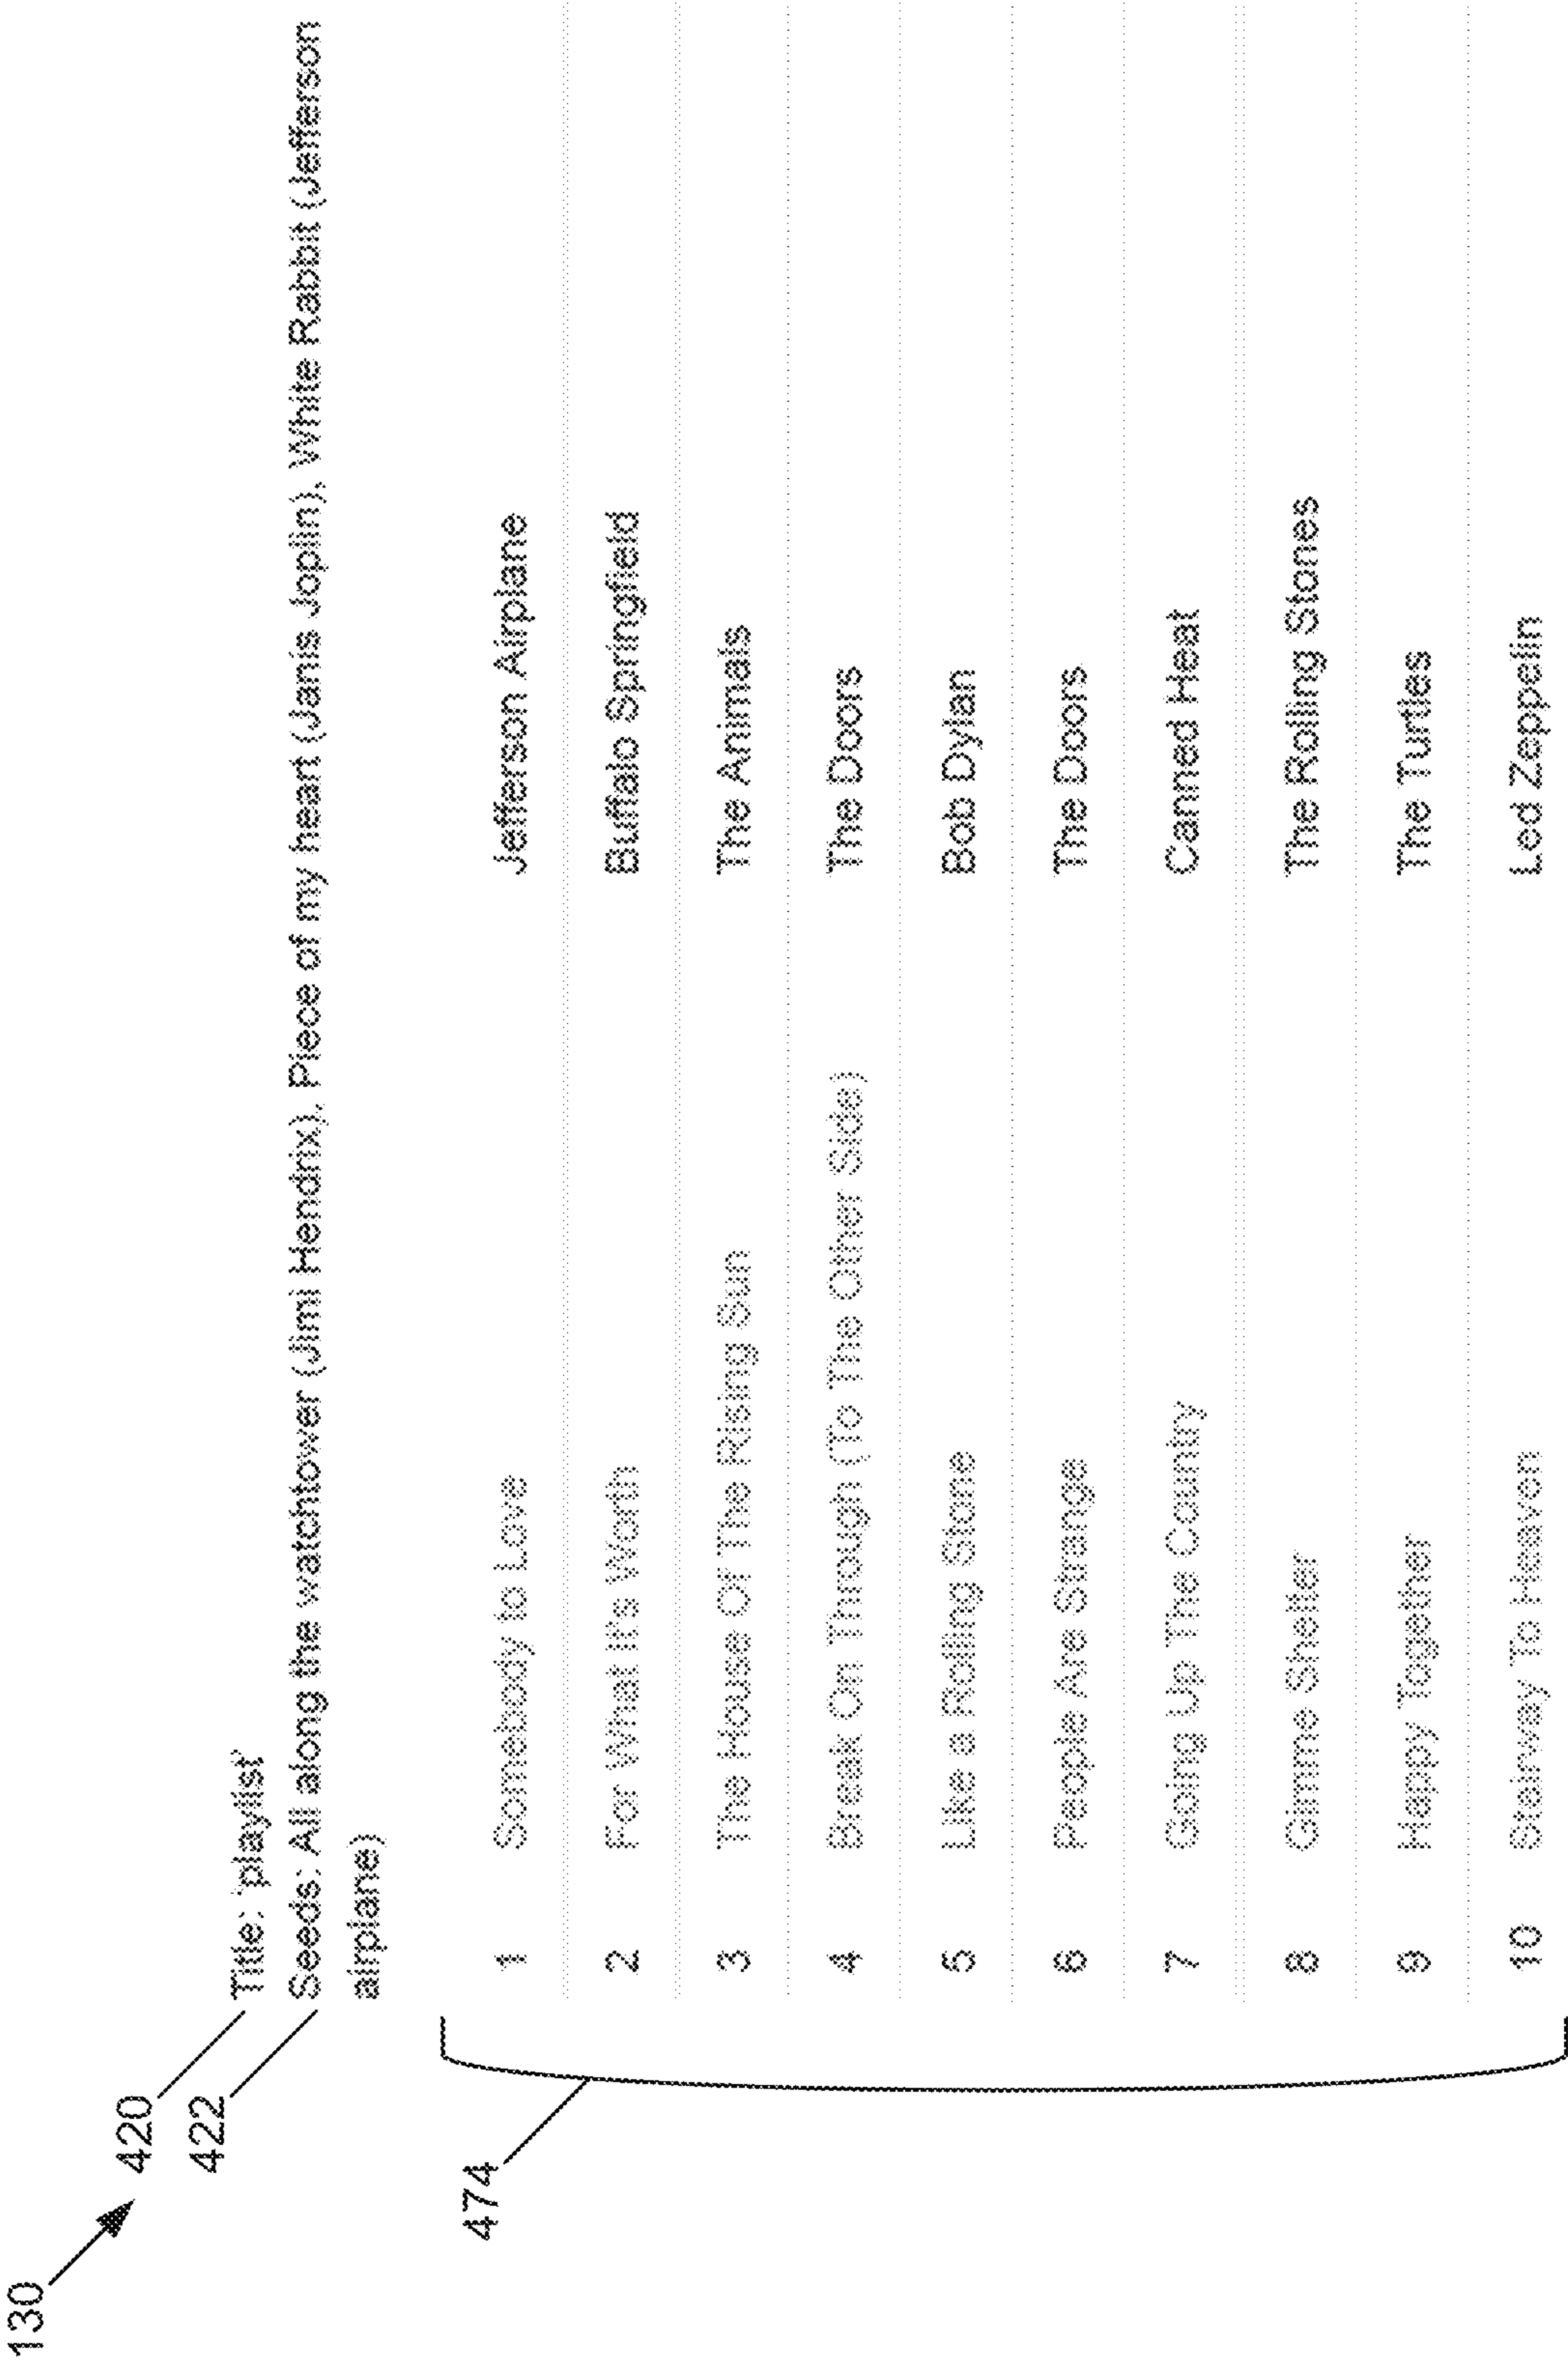 130
420
422
Title: 'playlist'
Seeds: All along the watchtower (Jimi Hendrix), Piece of my heart (Janis Joplin), White Rabbit (Jefferson
airplane)
474
1 Somebody to Love Jefferson Airplane
2 For What It's Worth Buffalo Springfield
3 The House Of The Rising Sun The Animals
4 Break On Through (To The Other Side) The Doors
5 Like a Rolling Stone Bob Dylan
6 People Are Strange The Doors
7 Going Up The Country Canned Heat
8 Gimme Shelter The Rolling Stones
9 Happy Together The Turtles
10 Stairway To Heaven Led Zeppelin